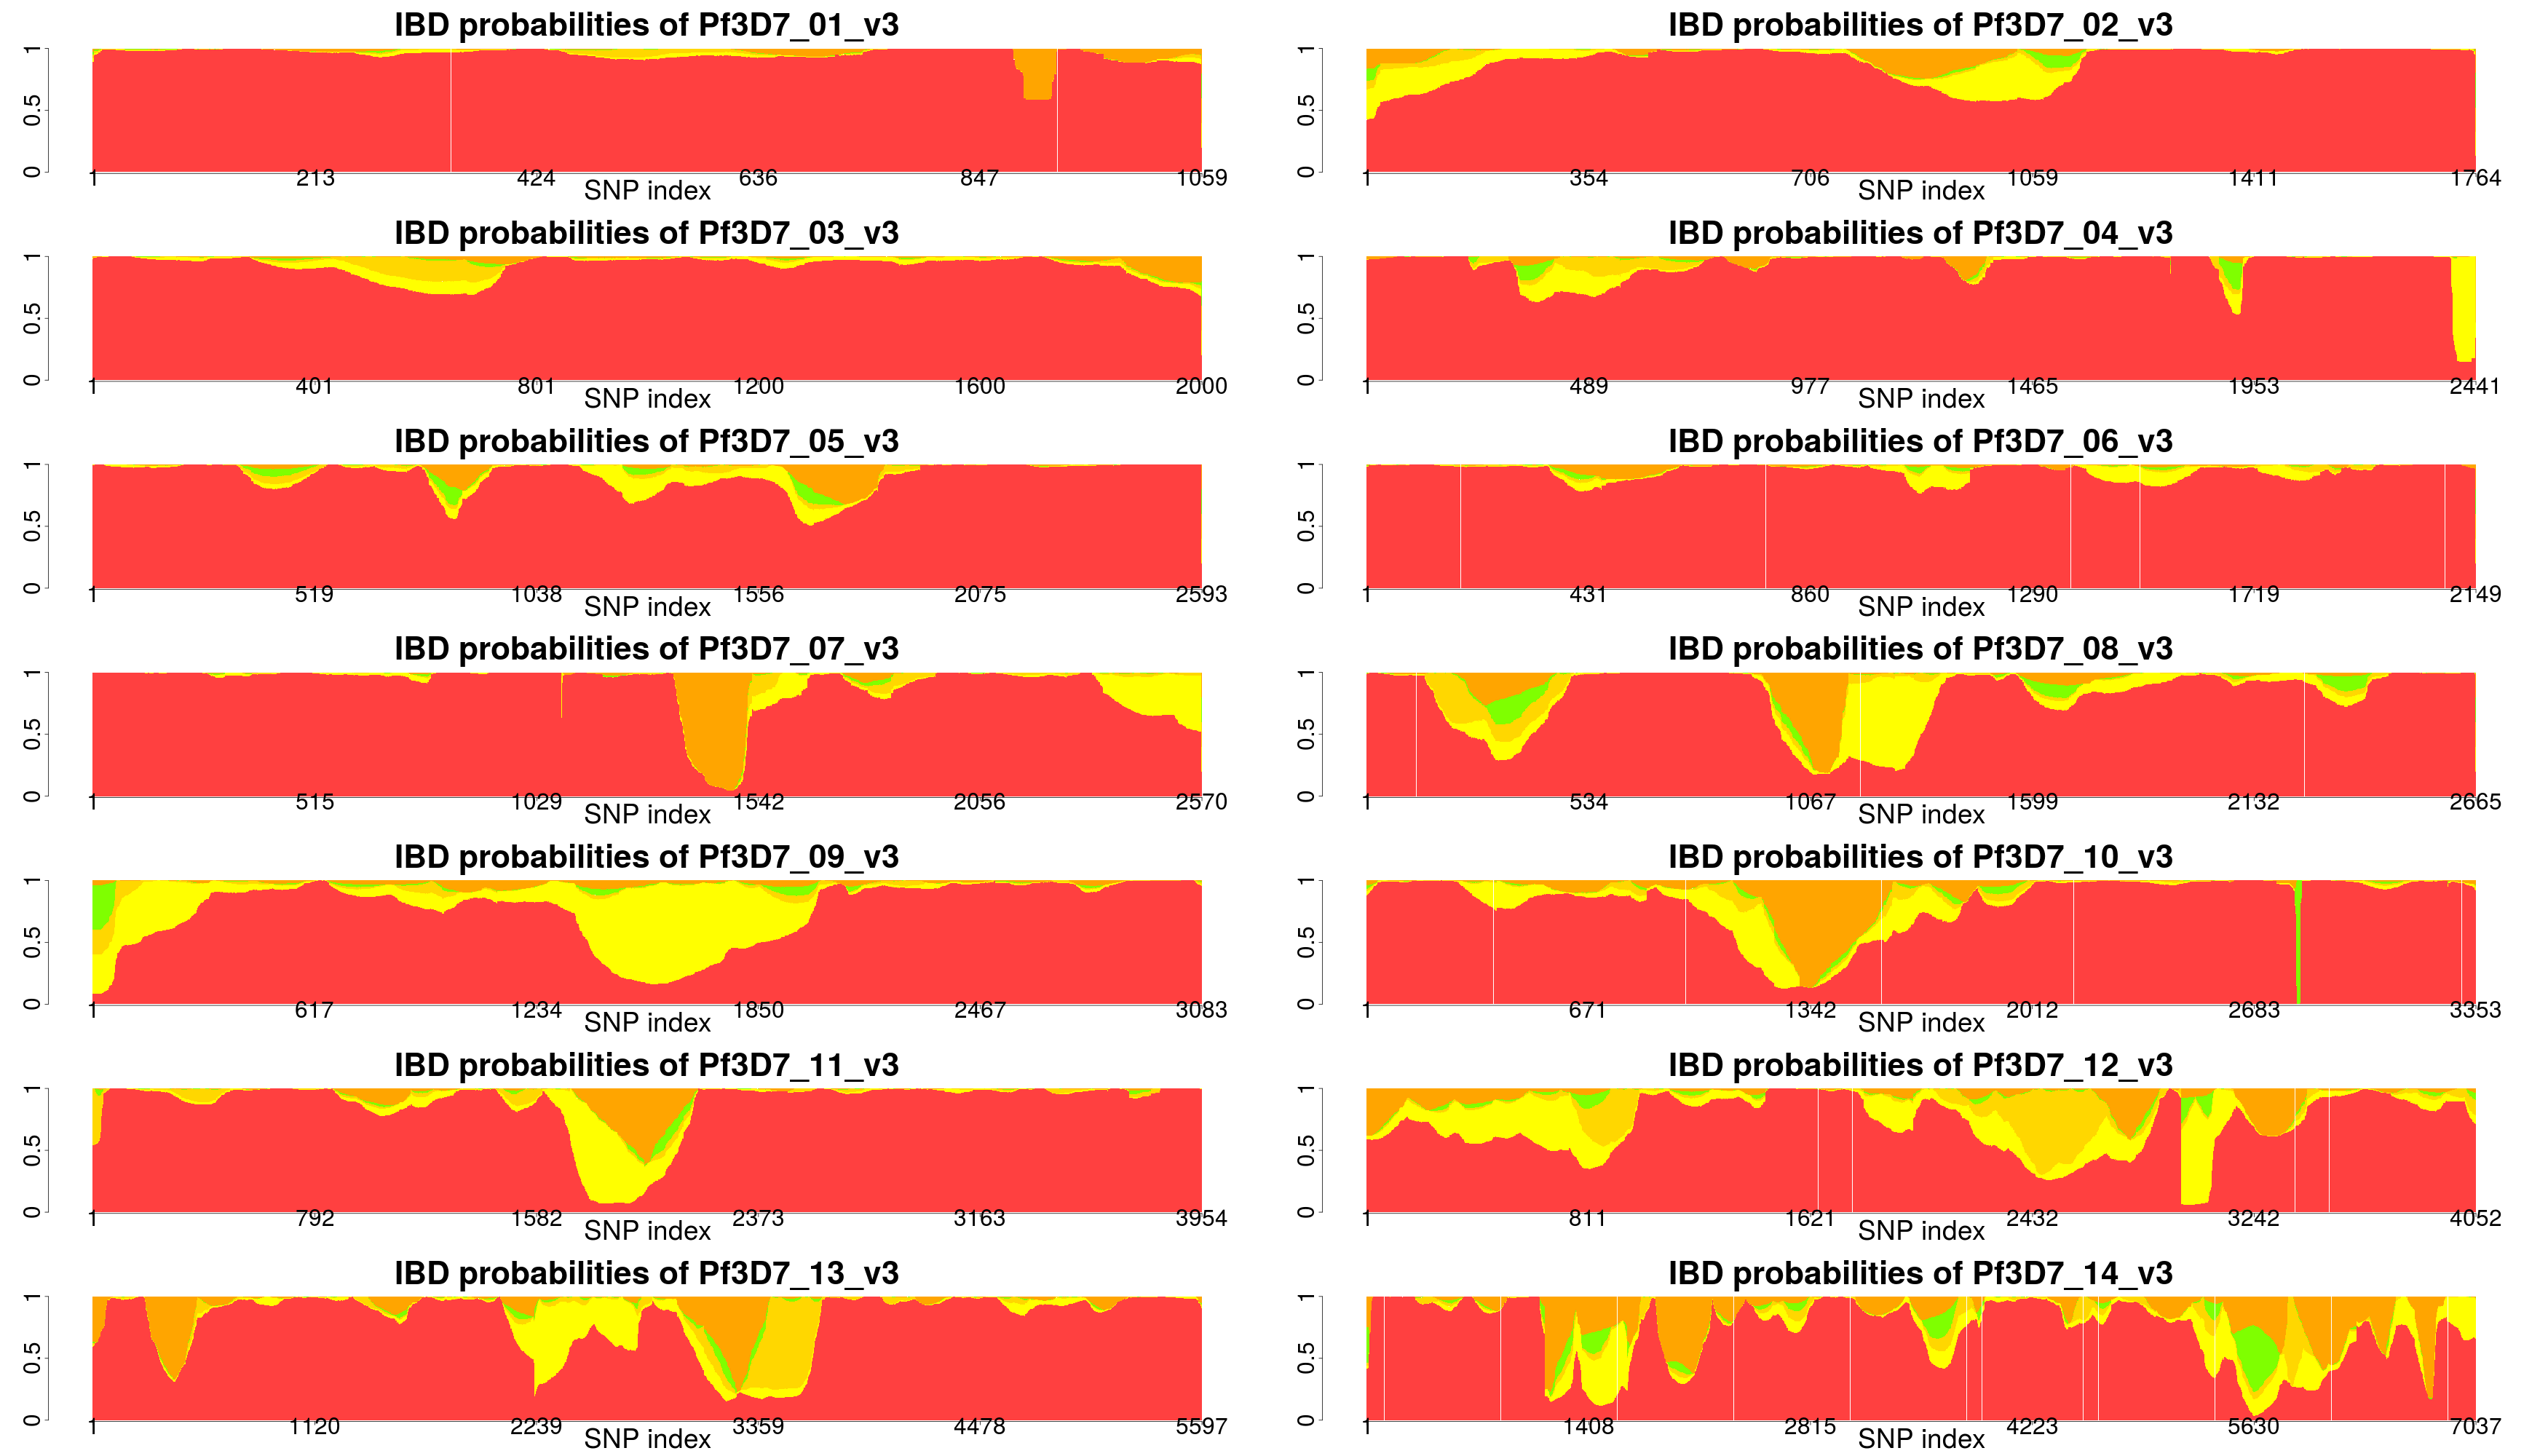 IBD probabilities of Pf3D7_01_v3
0 0.5 1
1 213 424 636 847 1059
SNP index
IBD probabilities of Pf3D7_02_v3
0 0.5 1
1 354 706 1059 1411 1764
SNP index
IBD probabilities of Pf3D7_03_v3
0 0.5 1
1 401 801 1200 1600 2000
SNP index
IBD probabilities of Pf3D7_04_v3
0 0.5 1
1 489 977 1465 1953 2441
SNP index
IBD probabilities of Pf3D7_05_v3
0 0.5 1
1 519 1038 1556 2075 2593
SNP index
IBD probabilities of Pf3D7_06_v3
0 0.5 1
1 431 860 1290 1719 2149
SNP index
IBD probabilities of Pf3D7_07_v3
0 0.5 1
1 515 1029 1542 2056 2570
SNP index
IBD probabilities of Pf3D7_08_v3
0 0.5 1
1 534 1067 1599 2132 2665
SNP index
IBD probabilities of Pf3D7_09_v3
0 0.5 1
1 617 1234 1850 2467 3083
SNP index
IBD probabilities of Pf3D7_10_v3
0 0.5 1
1 671 1342 2012 2683 3353
SNP index
IBD probabilities of Pf3D7_11_v3
0 0.5 1
1 792 1582 2373 3163 3954
SNP index
IBD probabilities of Pf3D7_12_v3
0 0.5 1
1 811 1621 2432 3242 4052
SNP index
IBD probabilities of Pf3D7_13_v3
0 0.5 1
1 1120 2239 3359 4478 5597
SNP index
IBD probabilities of Pf3D7_14_v3
0 0.5 1
1 1408 2815 4223 5630 7037
SNP index